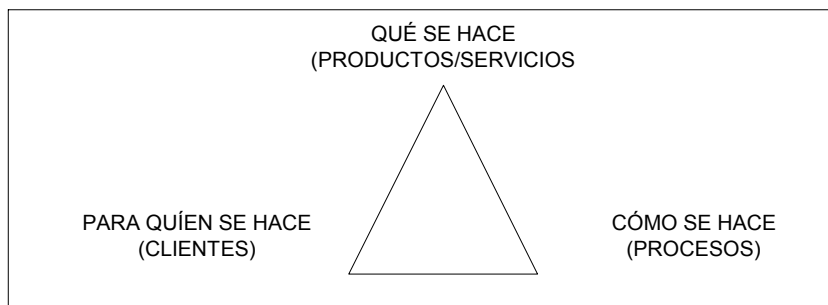 QUÉ SE HACE
(PRODUCTOS/SERVICIOS
PARA QUÍEN SE HACE
(CLIENTES)
CÓMO SE HACE
(PROCESOS)